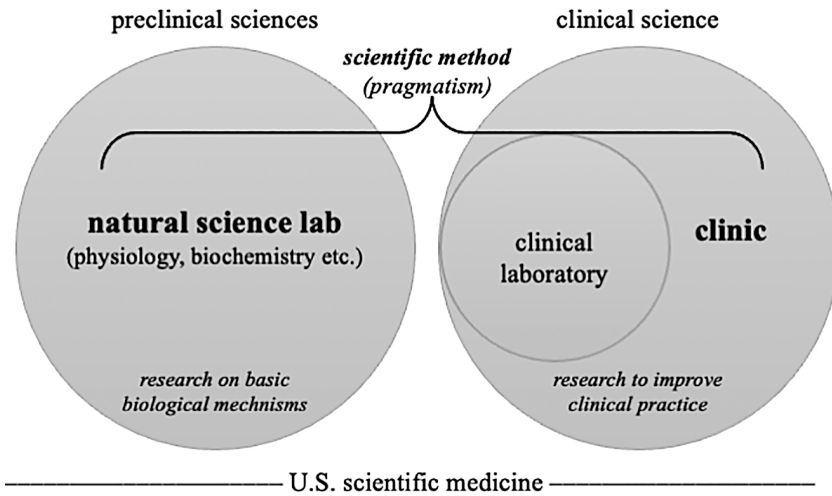 preclinical sciences
clinical science
scientific method
(pragmatism)
natural science lab
(physiology, biochemistry etc.)
clinical
laboratory
clinic
research on basic
biological mechnisms
research to improve
clinical practice
U.S. scientific medicine